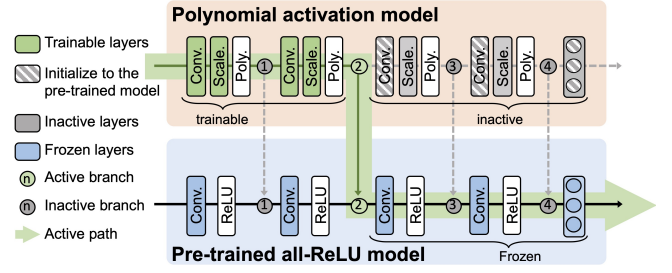 Polynomial activation model
Trainable layers
Initialize to the
pre-trained model
Inactive layers
Frozen layers
n Active branch
n Inactive branch
Active path
Conv. Scale. Poly. 1 Conv. Scale. Poly. 2 Conv. Scale. Poly. 3 Conv. Scale. Poly. 4
trainable
inactive
Conv. ReLU 1 Conv. ReLU 2 Conv. ReLU 3 Conv. ReLU 4
Frozen
Pre-trained all-ReLU model